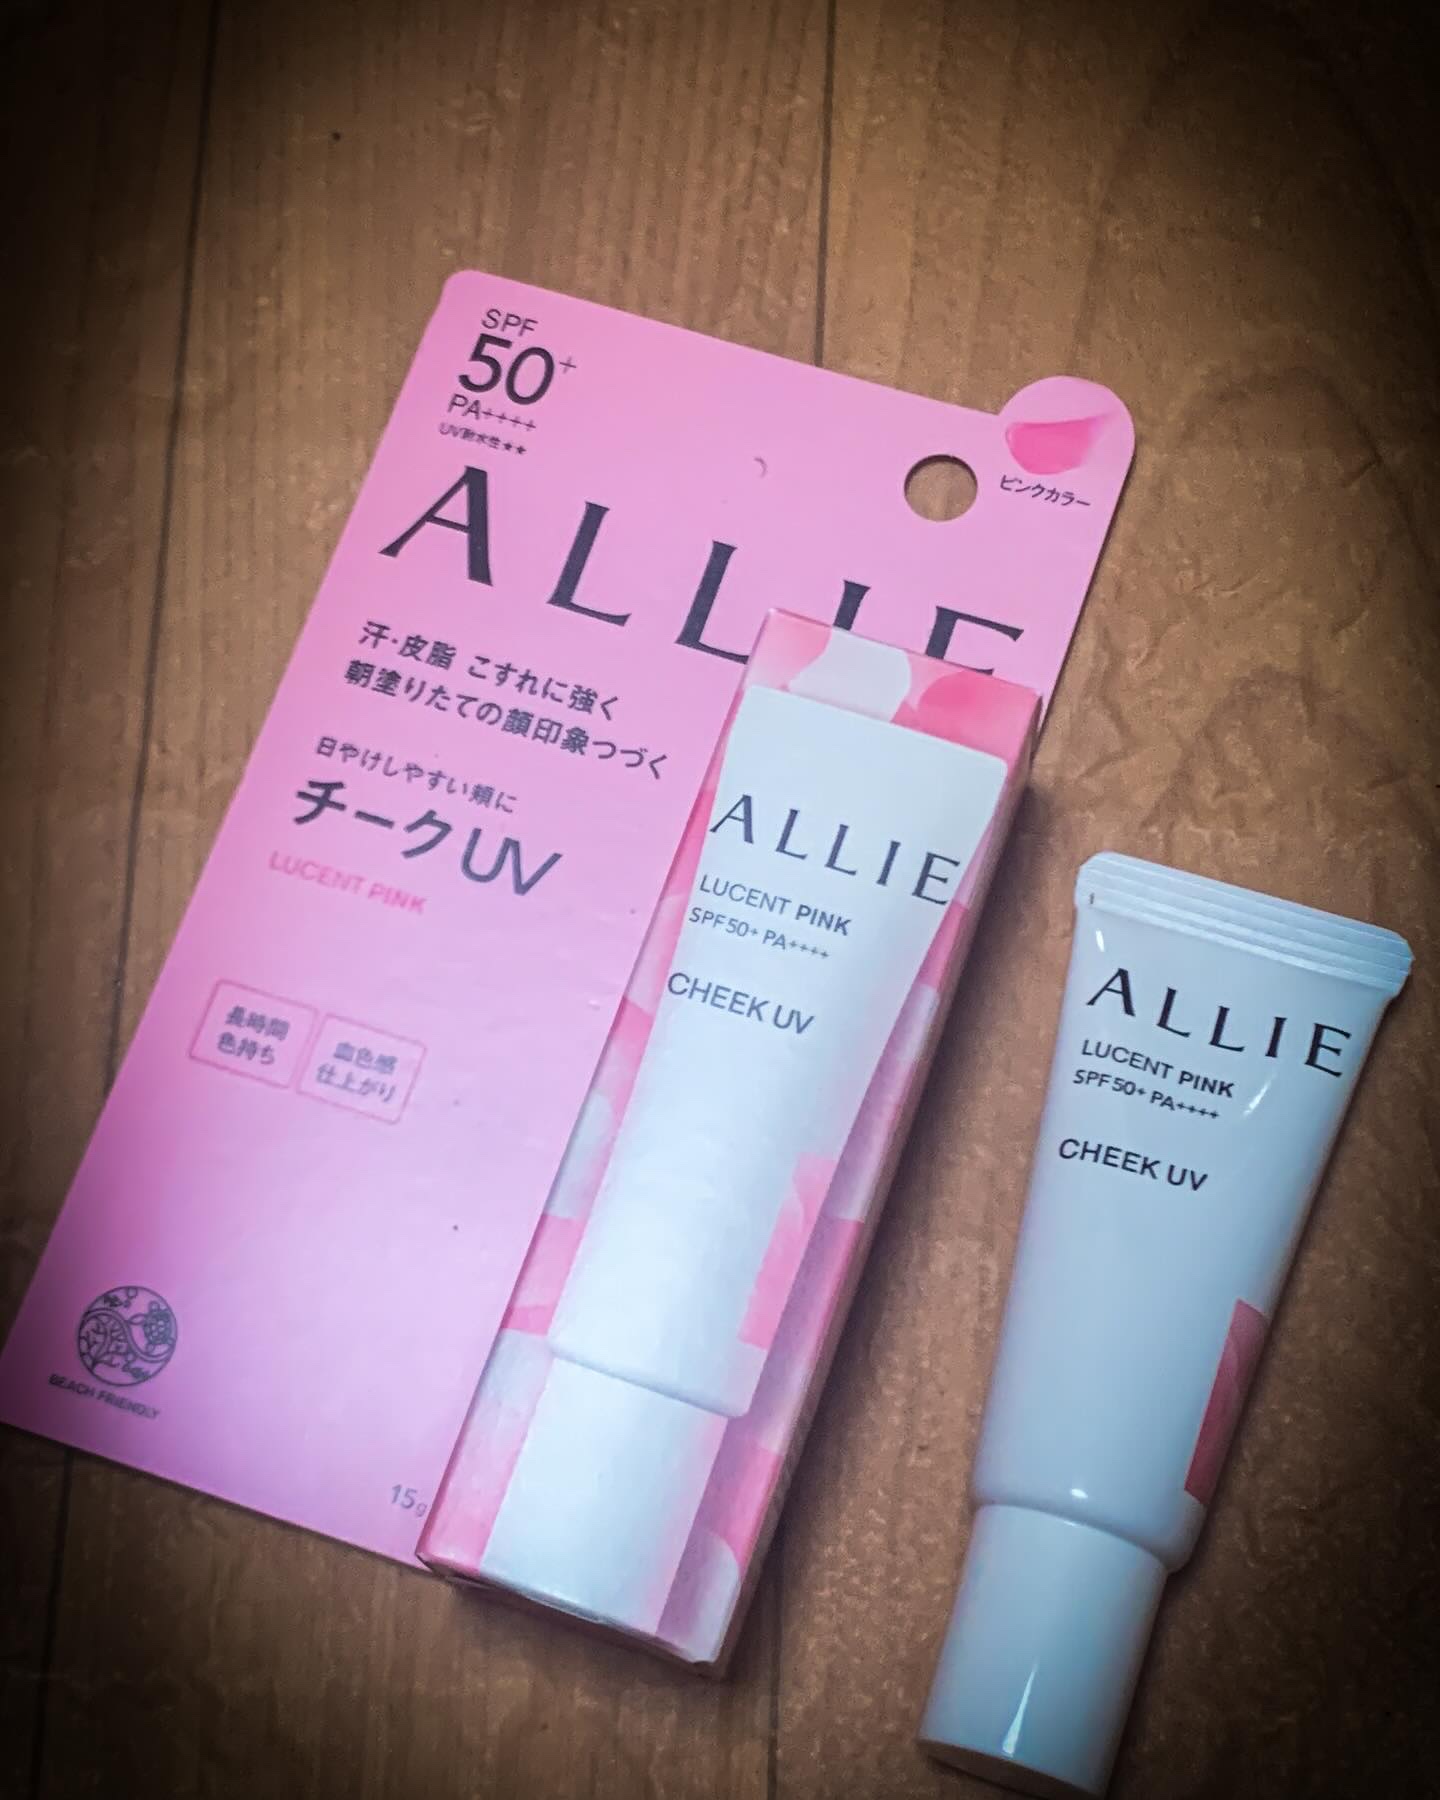 SPF
50+
PA++++
UV耐水性★★
ピンクカラー
ALLIE
汗・皮脂 こすれに強く
朝塗りたての顔印象つづく
日やけしやすい頬に
チークUV
LUCENT PINK
長時間
色持ち
血色感
仕上がり
BEACH FRIENDLY
15g
ALLIE
LUCENT PINK
SPF50+ PA++++
CHEEK UV
ALLIE
LUCENT PINK
SPF50+ PA++++
CHEEK UV